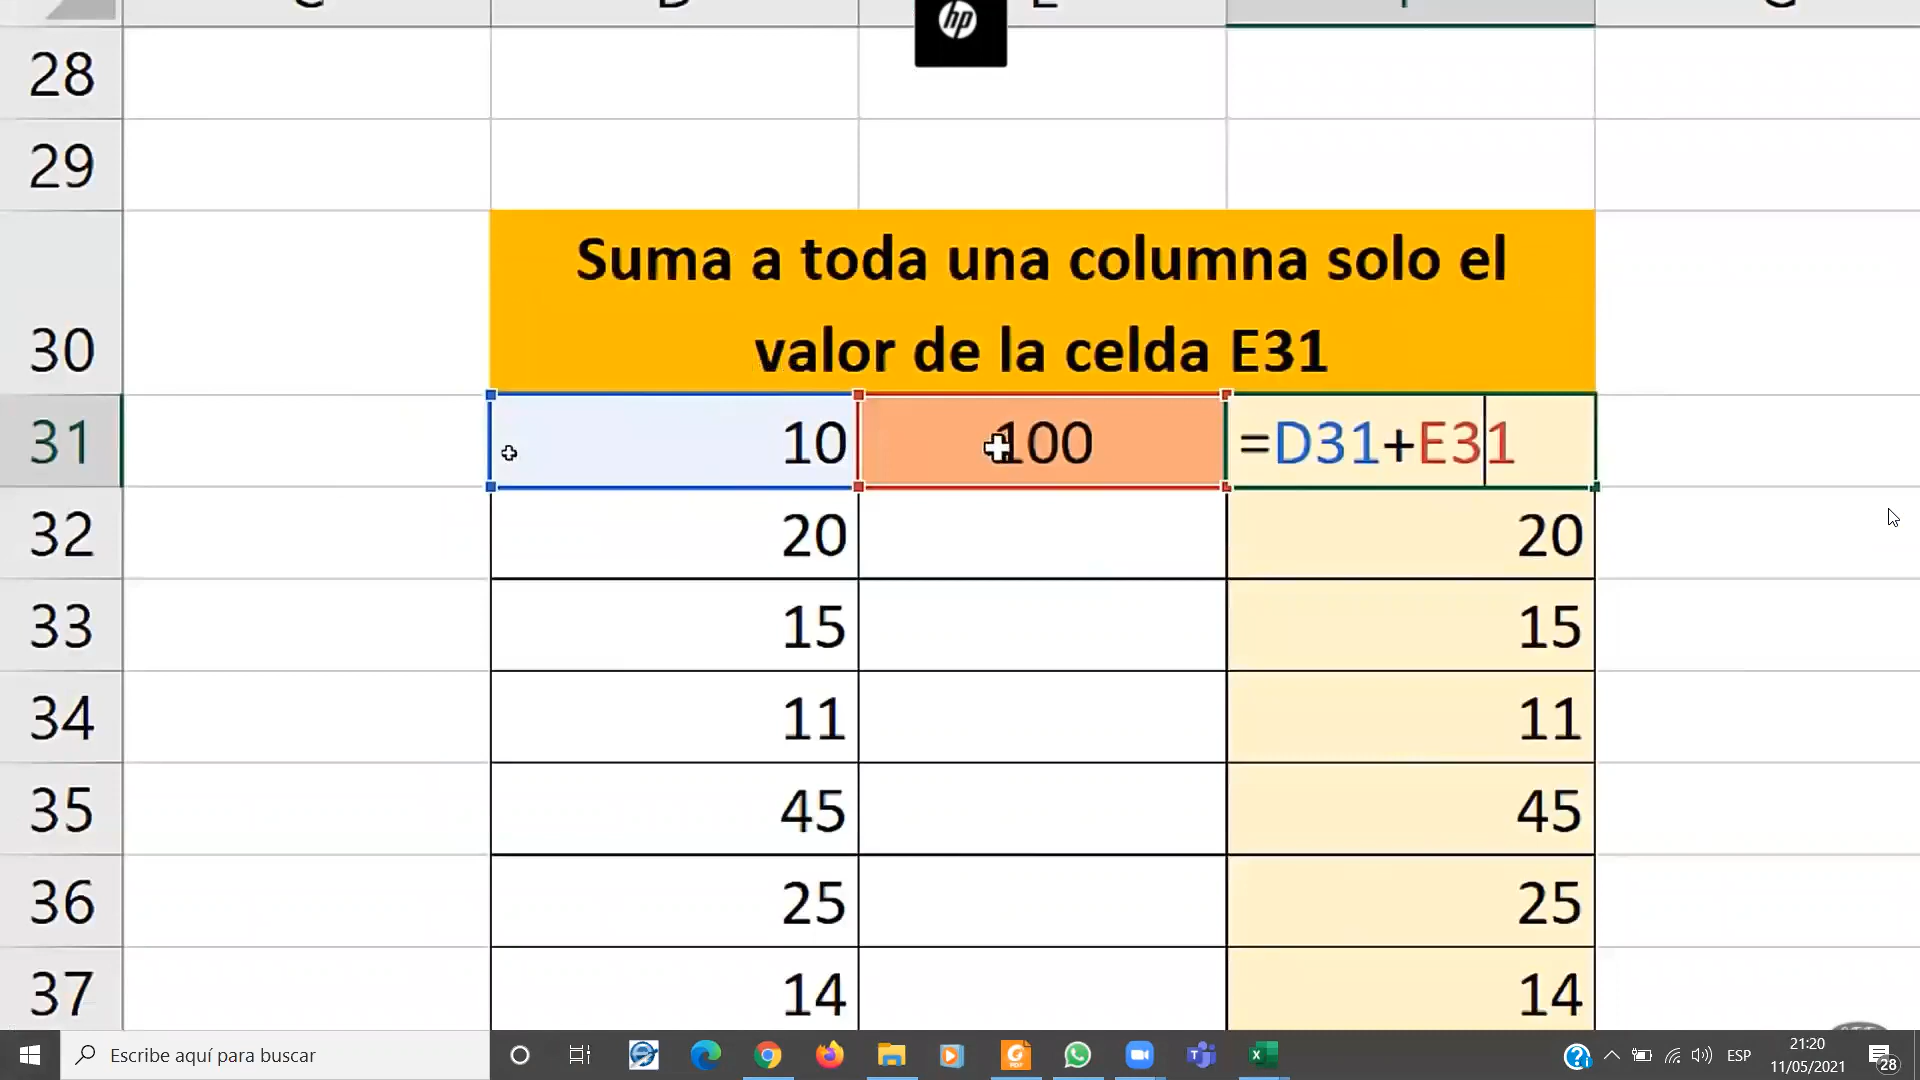 hp
28
29
30
Suma a toda una columna solo el
valor de la celda E31
31 10 100 =D31+E31
32 20 20
33 15 15
34 11 11
35 45 45
36 25 25
37 14 14
Escribe aquí para buscar
ESP
21:20
11/05/2021
28